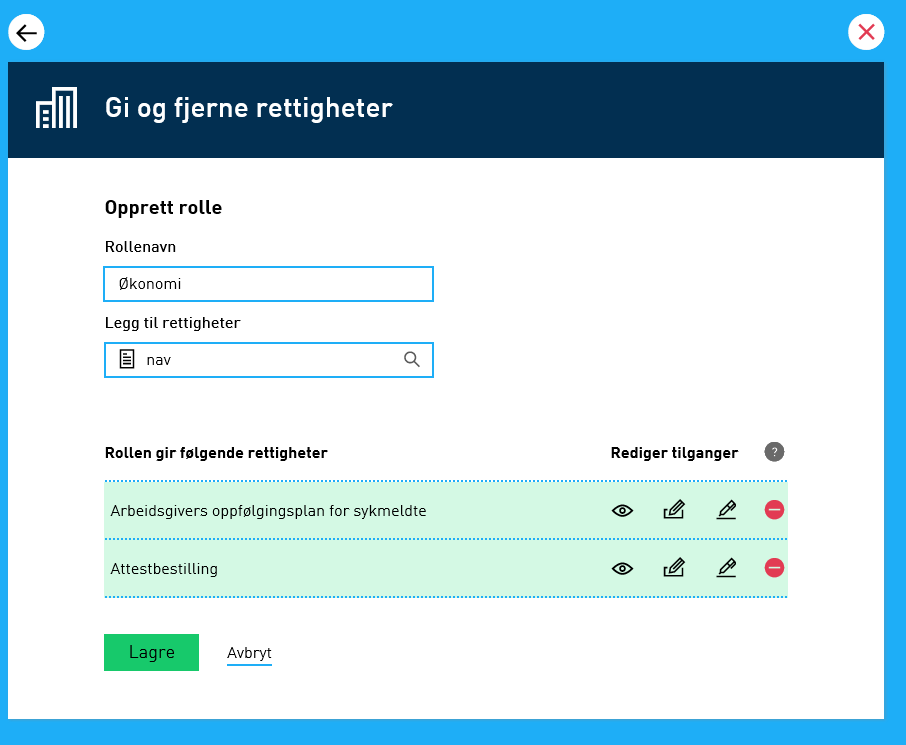 Gi og fjerne rettigheter
Opprett rolle
Rollenavn
Økonomi
Legg til rettigheter
nav
Rollen gir følgende rettigheter Rediger tilganger ?
Arbeidsgivers oppfølgingsplan for sykmeldte
Attestbestilling
Lagre Avbryt